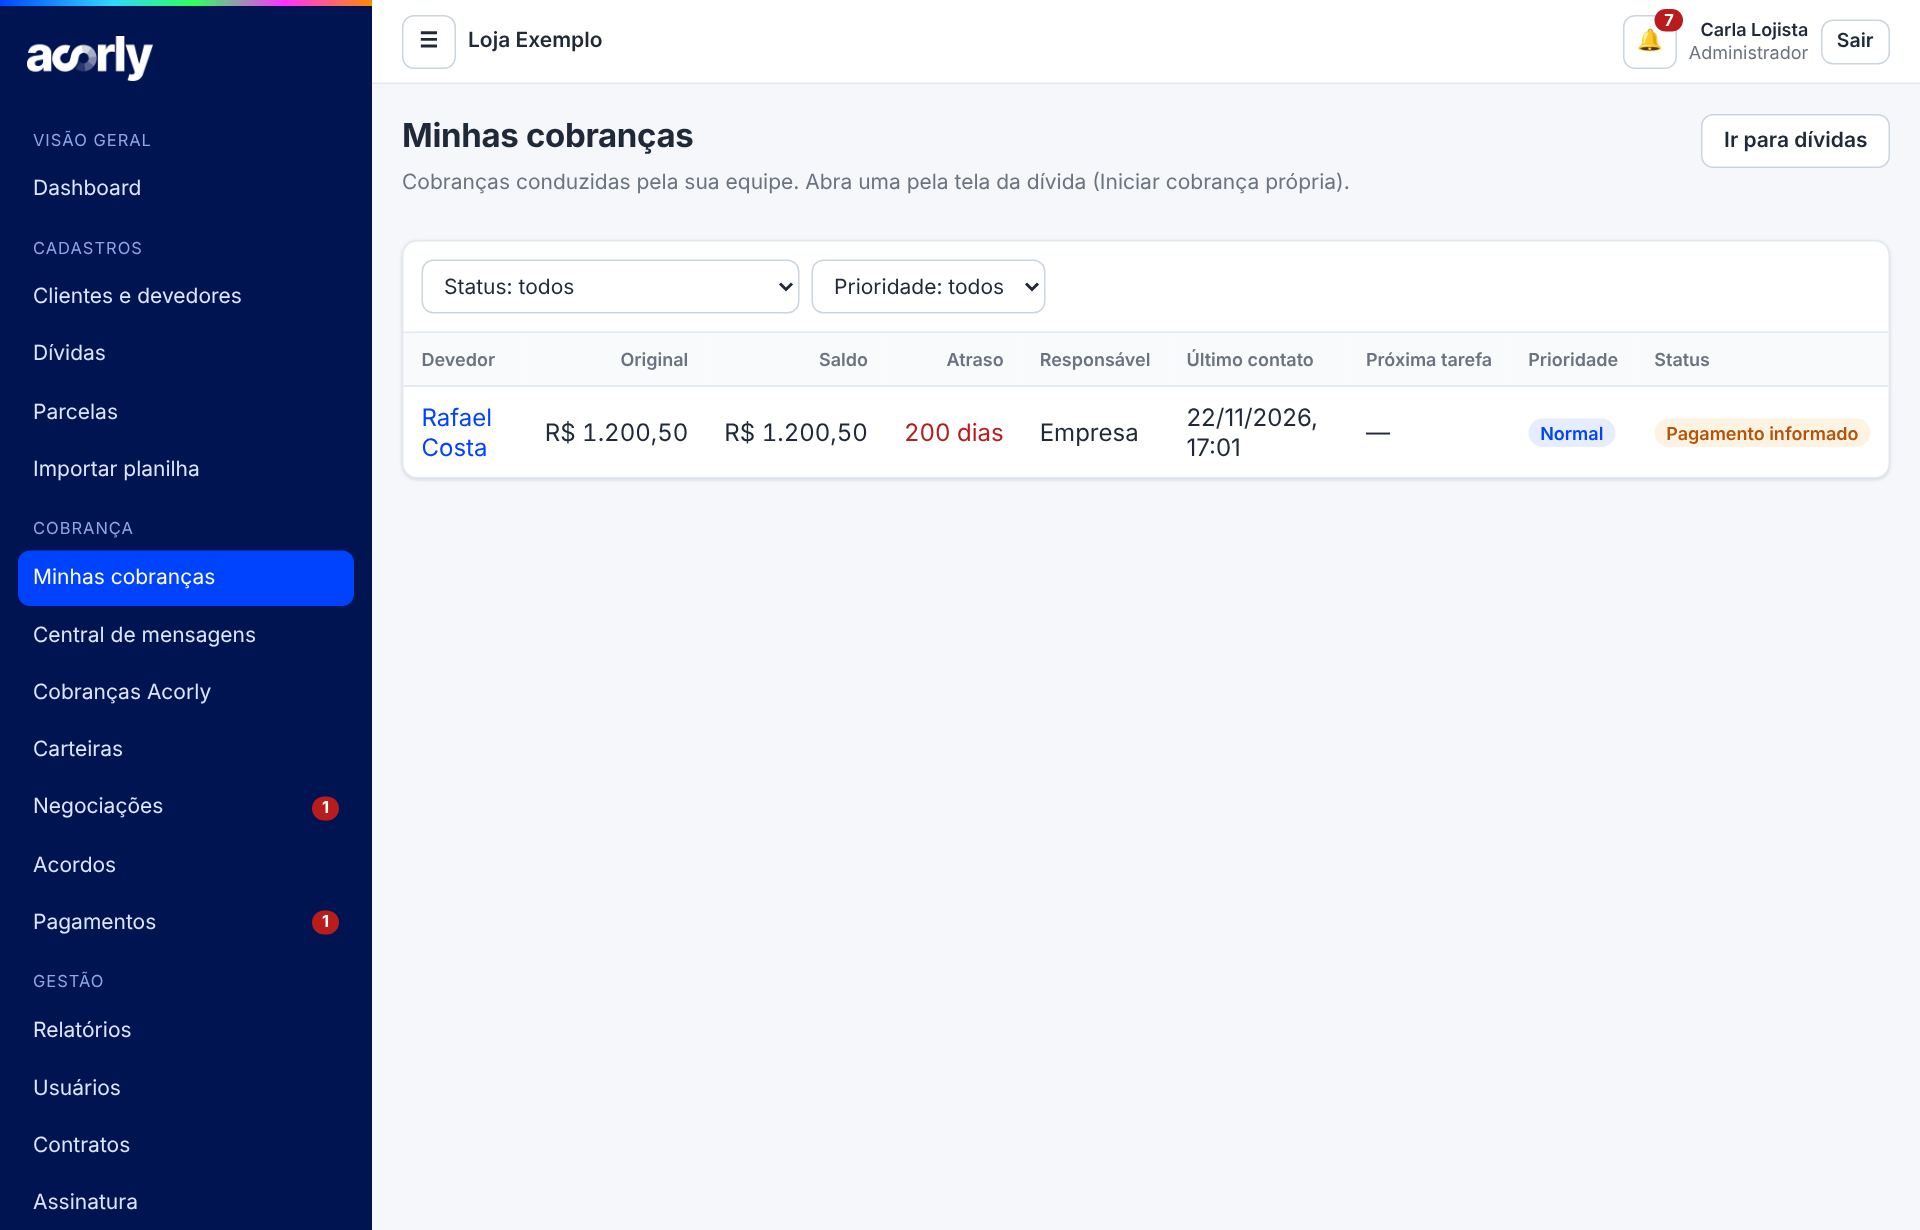 acorly
☰ Loja Exemplo
7
Carla Lojista
Administrador
Sair
VISÃO GERAL
Dashboard
CADASTROS
Clientes e devedores
Dívidas
Parcelas
Importar planilha
COBRANÇA
Minhas cobranças
Central de mensagens
Cobranças Acorly
Carteiras
Negociações 1
Acordos
Pagamentos 1
GESTÃO
Relatórios
Usuários
Contratos
Assinatura
Minhas cobranças
Cobranças conduzidas pela sua equipe. Abra uma pela tela da dívida (Iniciar cobrança própria).
Ir para dívidas
Status: todos Prioridade: todos
Devedor Original Saldo Atraso Responsável Último contato Próxima tarefa Prioridade Status
Rafael Costa R$ 1.200,50 R$ 1.200,50 200 dias Empresa 22/11/2026, 17:01 — Normal Pagamento informado